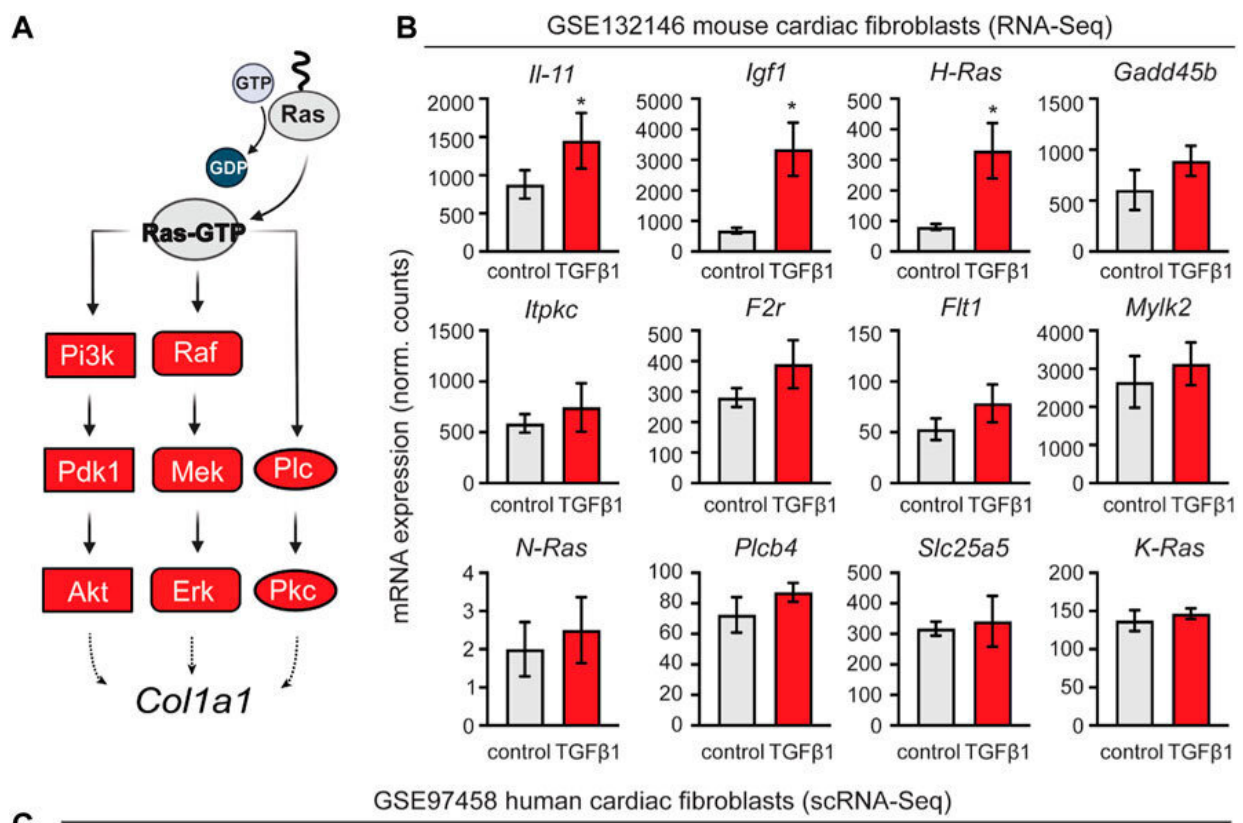 A
GTP
Ras
GDP
Ras-GTP
Pi3k
Raf
Pdk1
Mek
Plc
Akt
Erk
Pkc
Col1a1
B
GSE132146 mouse cardiac fibroblasts (RNA-Seq)
mRNA expression (norm. counts)
Il-11
2000
1500
1000
500
0
control TGFβ1
Igf1
5000
4000
3000
2000
1000
0
*
control TGFβ1
H-Ras
500
400
300
200
100
0
*
control TGFβ1
Gadd45b
1500
1000
500
0
control TGFβ1
Itpkc
1500
1000
500
0
control TGFβ1
F2r
500
400
300
200
100
0
control TGFβ1
Flt1
150
100
50
0
control TGFβ1
Mylk2
4000
3000
2000
1000
0
control TGFβ1
N-Ras
4
3
2
1
0
control TGFβ1
Plcb4
100
80
60
40
20
0
control TGFβ1
Slc25a5
500
400
300
200
100
0
control TGFβ1
K-Ras
200
150
100
50
0
control TGFβ1
GSE97458 human cardiac fibroblasts (scRNA-Seq)